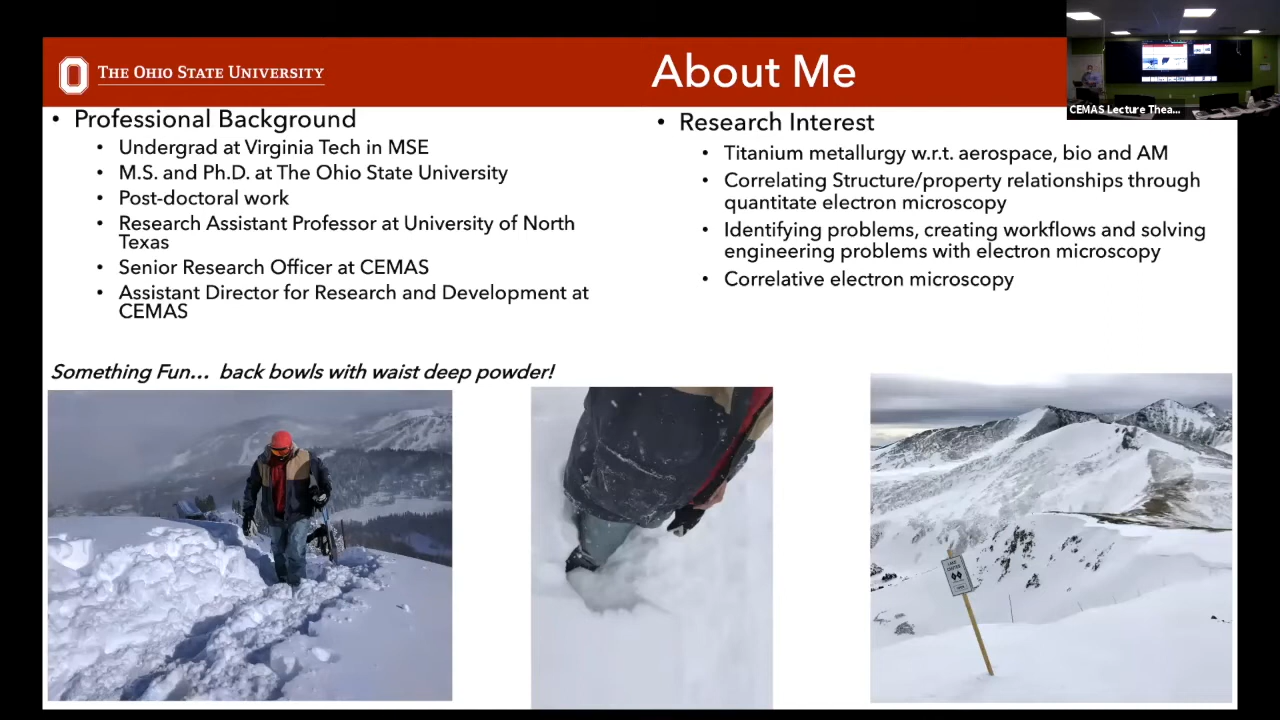 THE OHIO STATE UNIVERSITY
About Me
CEMAS Lecture Thea...
• Professional Background
• Undergrad at Virginia Tech in MSE
• M.S. and Ph.D. at The Ohio State University
• Post-doctoral work
• Research Assistant Professor at University of North
Texas
• Senior Research Officer at CEMAS
• Assistant Director for Research and Development at
CEMAS
• Research Interest
• Titanium metallurgy w.r.t. aerospace, bio and AM
• Correlating Structure/property relationships through
quantitate electron microscopy
• Identifying problems, creating workflows and solving
engineering problems with electron microscopy
• Correlative electron microscopy
Something Fun... back bowls with waist deep powder!